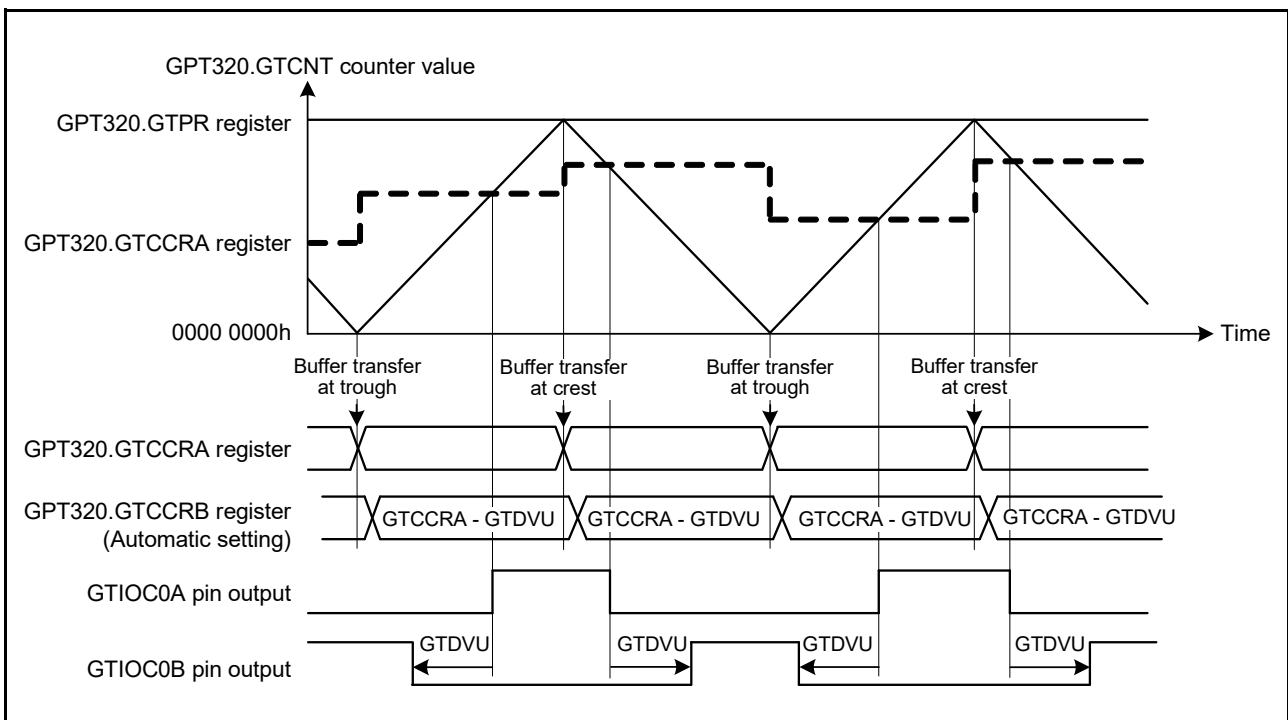 GPT320.GTCNT counter value
GPT320.GTPR register
GPT320.GTCCRA register
0000 0000h
Time
Buffer transfer
at trough
Buffer transfer
at crest
Buffer transfer
at trough
Buffer transfer
at crest
GPT320.GTCCRA register
GPT320.GTCCRB register
(Automatic setting)
GTCCRA - GTDVU
GTCCRA - GTDVU
GTCCRA - GTDVU
GTCCRA - GTDVU
GTIOC0A pin output
GTIOC0B pin output
GTDVU
GTDVU
GTDVU
GTDVU